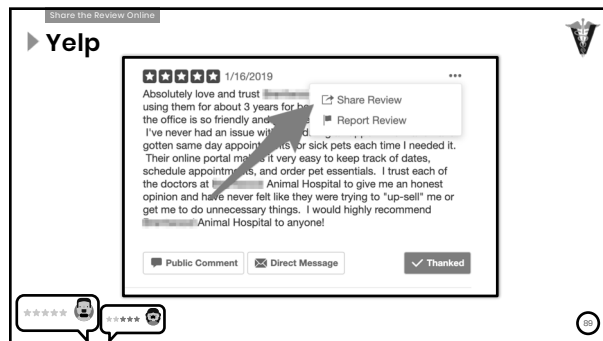 Share the Review Online
Yelp
1/16/2019
Absolutely love and trust
using them for about 3 years for bo
the office is so friendly and
I've never had an issue wit
gotten same day appoint ts for sick pets each time I needed it.
Their online portal ma it very easy to keep track of dates,
schedule appointm s, and order pet essentials. I trust each of
the doctors at Animal Hospital to give me an honest
opinion and have never felt like they were trying to "up-sell" me or
get me to do unnecessary things. I would highly recommend
Animal Hospital to anyone!
Share Review
Report Review
Public Comment
Direct Message
Thanked
89